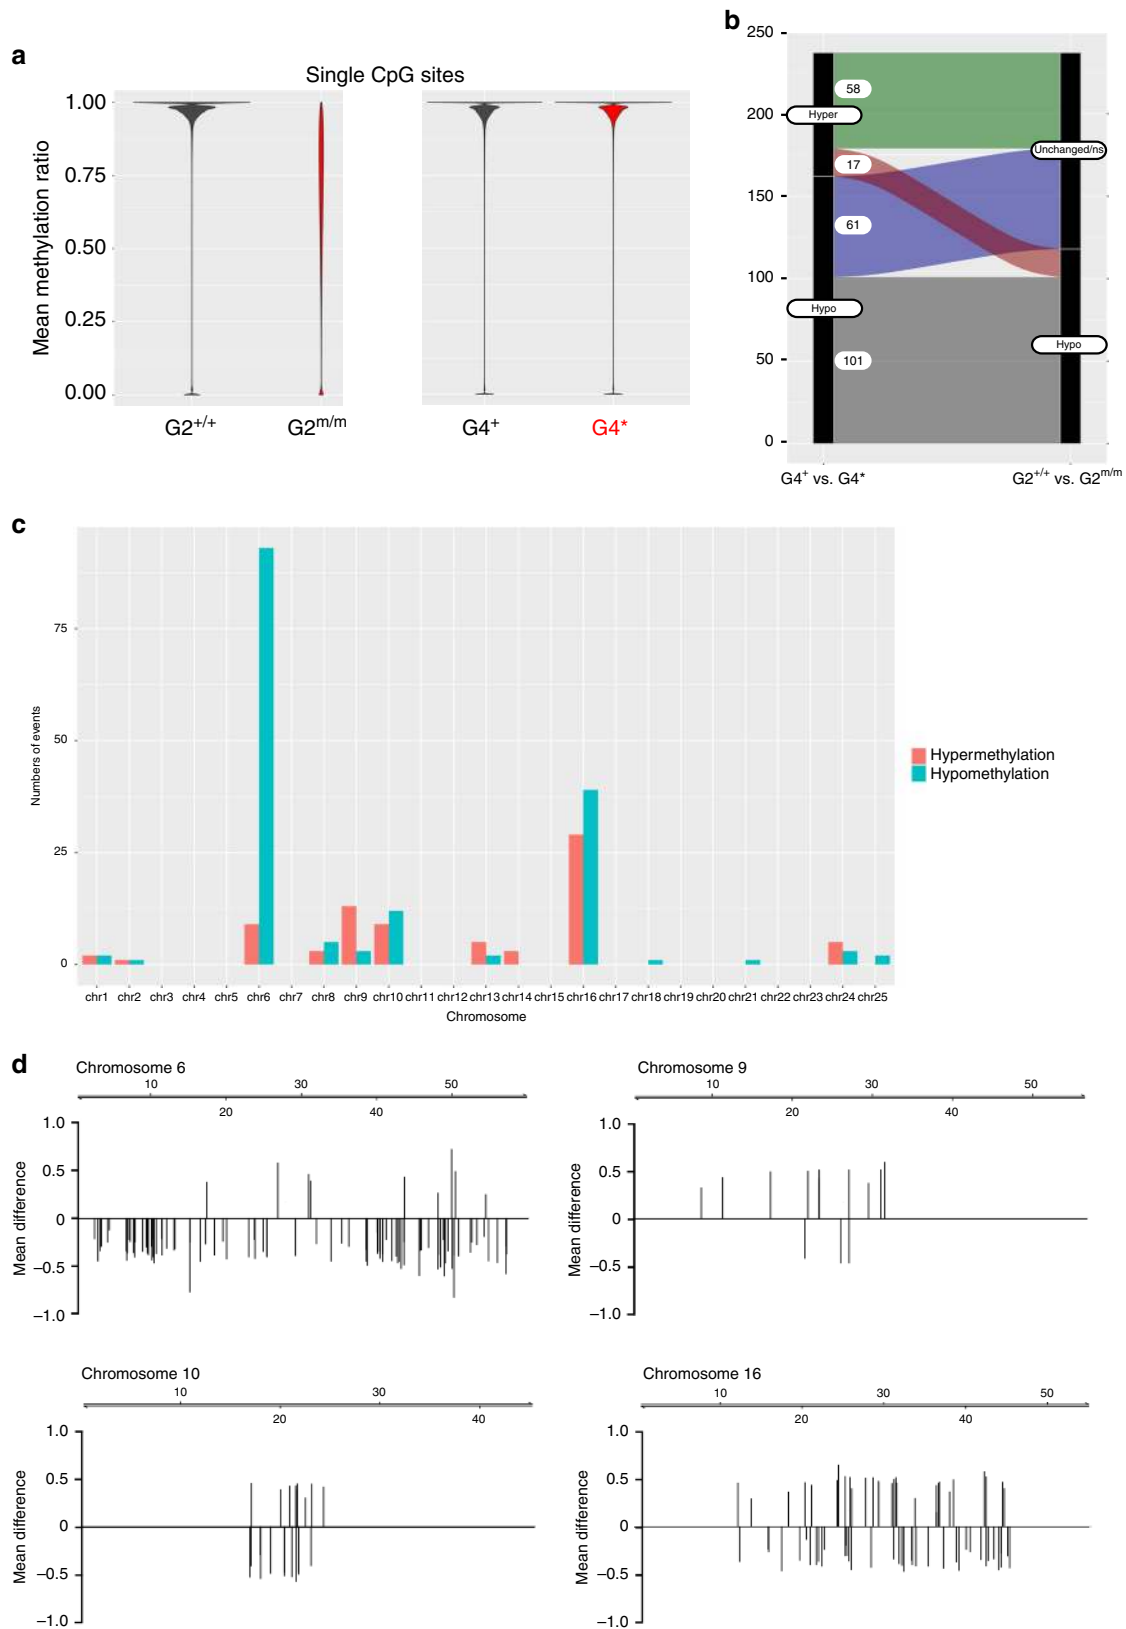 a
Single CpG sites
Mean methylation ratio
1.00
0.75
0.50
0.25
0.00
G2+/+
G2m/m
G4+
G4*
b
250
200
150
100
50
0
Hyper
Hypo
58
17
61
101
Unchanged/ns
Hypo
G4+ vs. G4*
G2+/+ vs. G2m/m
c
Numbers of events
75
50
25
0
chr1 chr2 chr3 chr4 chr5 chr6 chr7 chr8 chr9 chr10 chr11 chr12 chr13 chr14 chr15 chr16 chr17 chr18 chr19 chr20 chr21 chr22 chr23 chr24 chr25
Chromosome
Hypermethylation
Hypomethylation
d
Chromosome 6
10 30 50
20 40
Mean difference
1.0
0.5
0
−0.5
−1.0
Chromosome 9
10 30 50
20 40
Mean difference
1.0
0.5
0
−0.5
−1.0
Chromosome 10
10 30
20 40
Mean difference
1.0
0.5
0
−0.5
−1.0
Chromosome 16
10 30 50
20 40
Mean difference
1.0
0.5
0
−0.5
−1.0